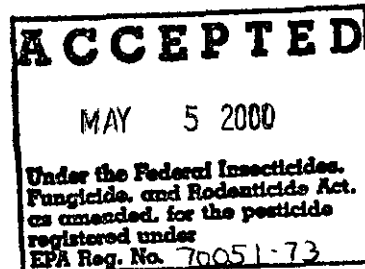 ACCEPTED
MAY 5 2000
Under the Federal Insecticides,
Fungicide, and Rodenticide Act,
as amended, for the pesticide
registered under
EPA Reg. No. 70051-73